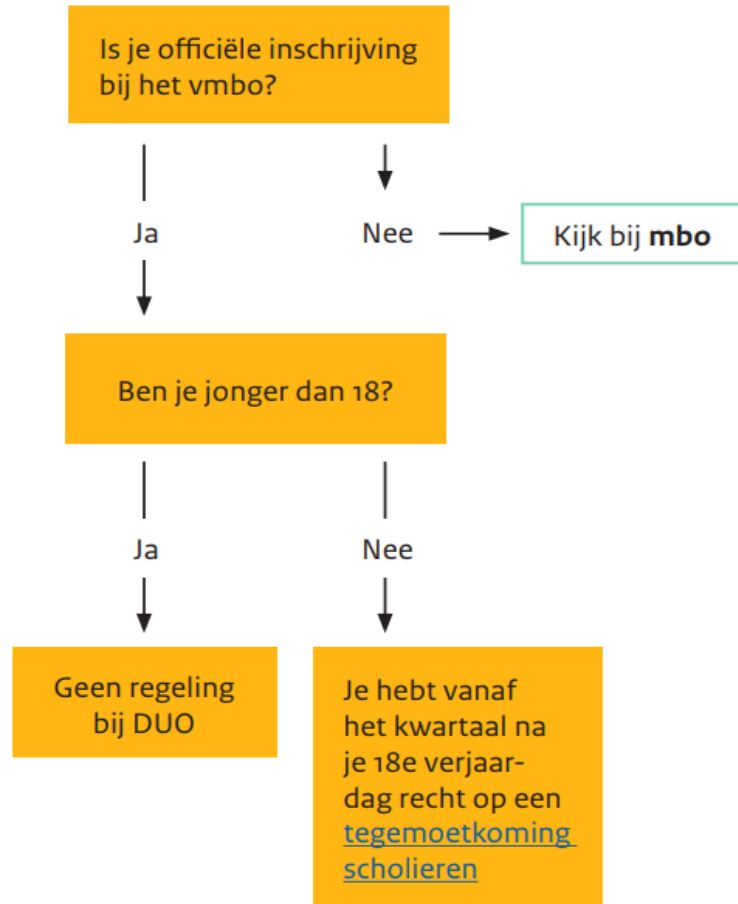 Is je officiële inschrijving
bij het vmbo?
Ja
Nee
Kijk bij mbo
Ben je jonger dan 18?
Ja
Nee
Geen regeling
bij DUO
Je hebt vanaf
het kwartaal na
je 18e verjaar-
dag recht op een
tegemoetkoming
scholieren